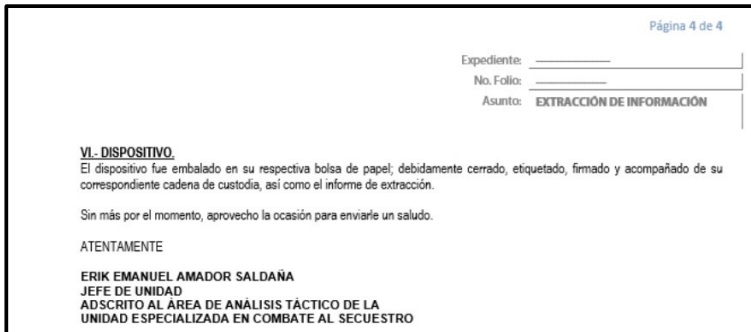 Página 4 de 4
Expediente:
No. Folio:
Asunto: EXTRACCIÓN DE INFORMACIÓN
VI.- DISPOSITIVO.
El dispositivo fue embalado en su respectiva bolsa de papel; debidamente cerrado, etiquetado, firmado y acompañado de su
correspondiente cadena de custodia, así como el informe de extracción.
Sin más por el momento, aprovecho la ocasión para enviarle un saludo.
ATENTAMENTE
ERIK EMANUEL AMADOR SALDAÑA
JEFE DE UNIDAD
ADSCRITO AL ÁREA DE ANÁLISIS TÁCTICO DE LA
UNIDAD ESPECIALIZADA EN COMBATE AL SECUESTRO